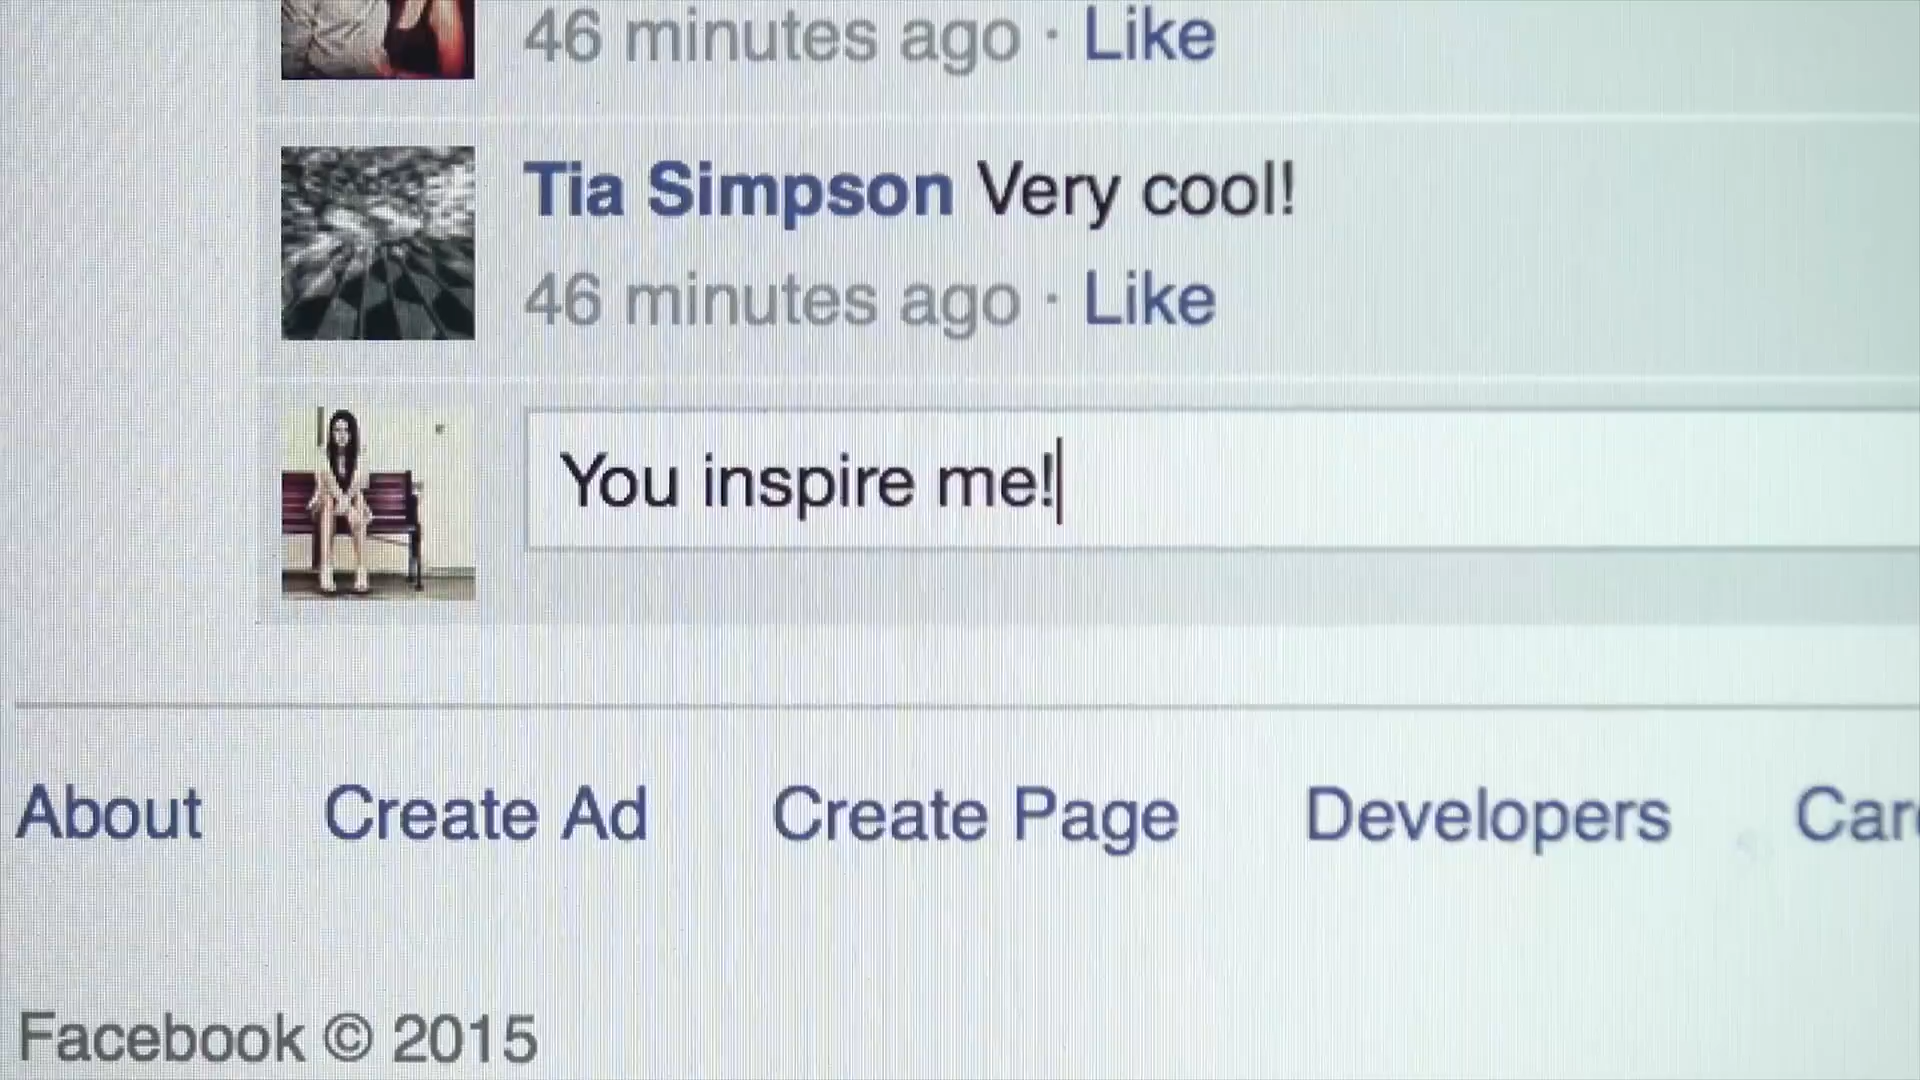 46 minutes ago · Like
Tia Simpson Very cool!
46 minutes ago · Like
You inspire me!
About Create Ad Create Page Developers
Facebook © 2015